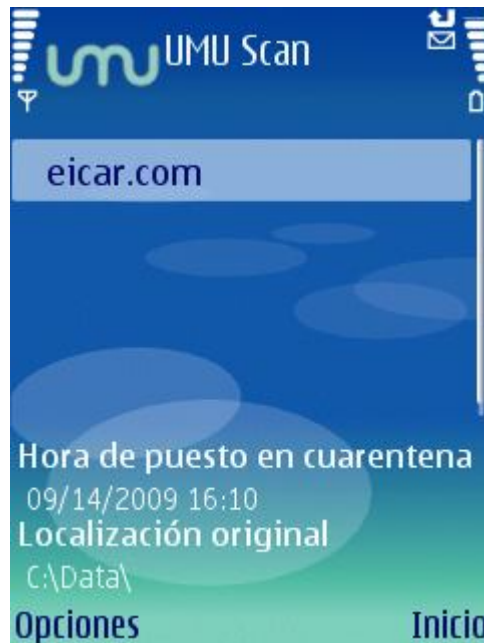 umu UMU Scan
eicar.com
Hora de puesto en cuarentena
09/14/2009 16:10
Localización original
C:\Data\
Opciones Inicio